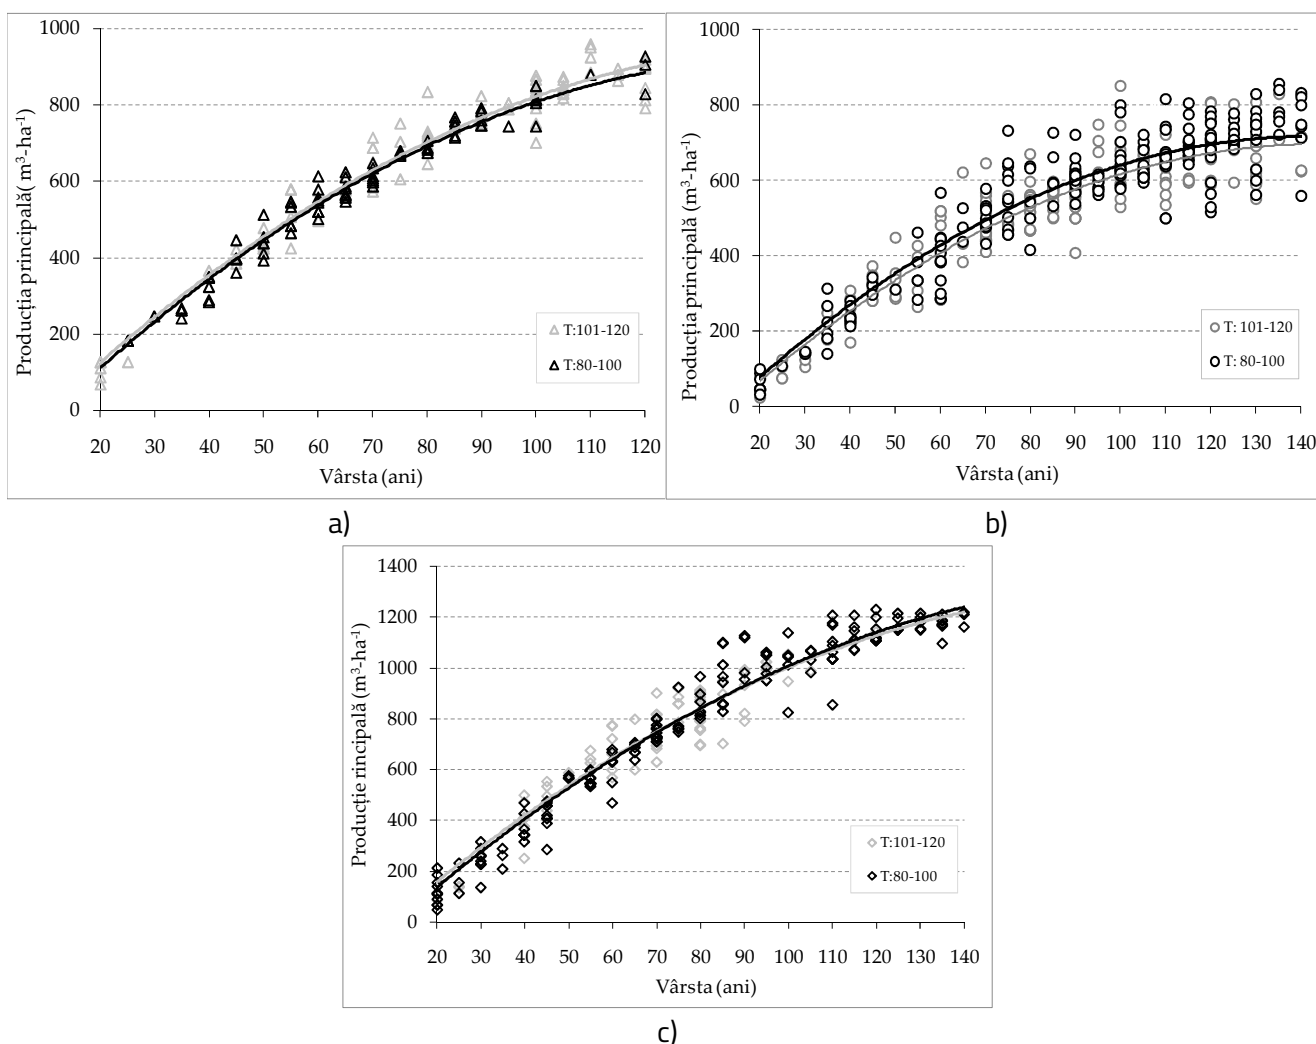 1000
800
600
400
200
0
Producția principală( m³-ha⁻¹)
20 30 40 50 60 70 80 90 100 110 120
Vârsta (ani)
T:101-120
T:80-100
a)
1000
800
600
400
200
0
Producția principală (m³-ha⁻¹)
20 30 40 50 60 70 80 90 100 110 120 130 140
Vârsta (ani)
T: 101-120
T: 80-100
b)
1400
1200
1000
800
600
400
200
0
Producție rincipală (m³-ha⁻¹)
20 30 40 50 60 70 80 90 100 110 120 130 140
Vârsta (ani)
T:101-120
T:80-100
c)